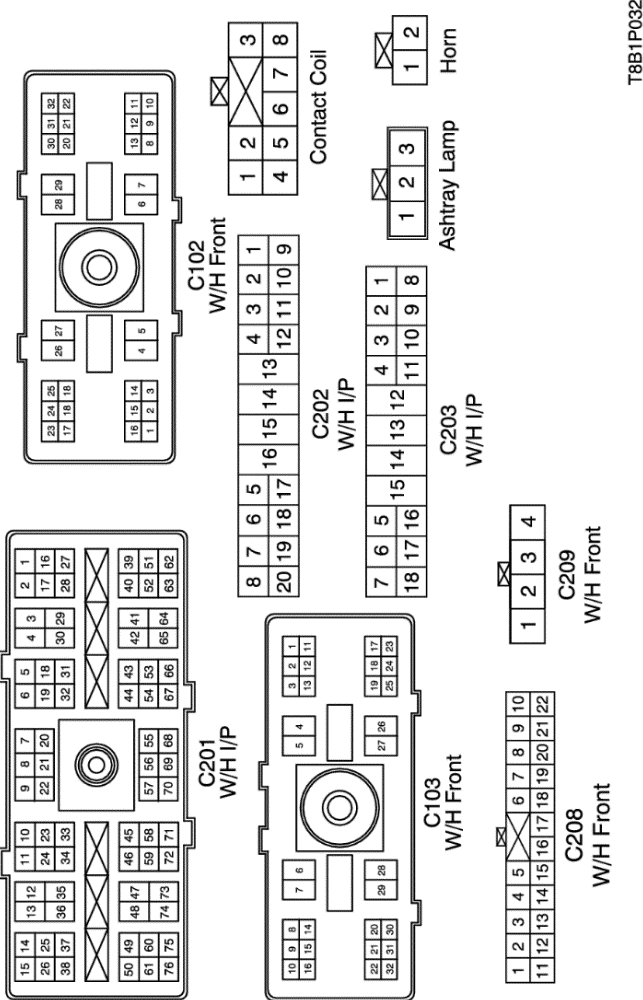 15 14 13 12 11 10 9 8 7 6 5 4 3 2 1
26 25 24 23 22 21 20 19 18 17 16
38 37 36 35 34 33 32 31 30 29 28 27
50 49 48 47 46 45 44 43 42 41 40 39
61 60 59 58 57 56 55 54 53 52 51
76 75 74 73 72 71 70 69 68 67 66 65 64 63 62
C201
W/H I/P
23 24 25 26 27 28 29 30 31 32
17 18 18 20 21 22
16 15 14 4 5 6 7 13 12 11
1 2 3 8 9 10
C102
W/H Front
10 9 8 7 6 5 4 3 2 1
16 15 14 13 12 11
22 21 20 29 28 27 26 19 18 17
32 31 30 25 24 23
C103
W/H Front
8 7 6 5 16 15 14 13 4 3 2 1
20 19 18 17 12 11 10 9
C202
W/H I/P
1 2 3
4 5 6 7 8
Contact Coil
7 6 5 15 14 13 12 4 3 2 1
18 17 16 11 10 9 8
C203
W/H I/P
1 2 3
Ashtray Lamp
1 2
Horn
1 2 3 4 5 6 7 8 9 10
11 12 13 14 15 16 17 18 19 20 21 22
C208
W/H Front
1 2 3 4
C209
W/H Front
T8B1P032